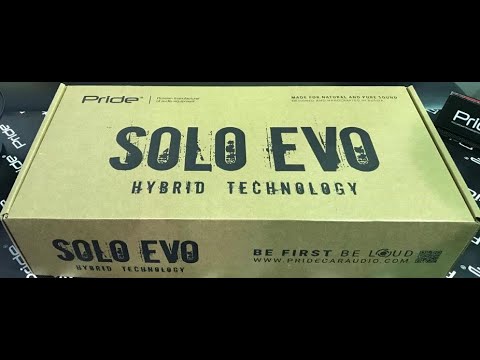 Pride
MADE FOR NATURAL AND PURE SOUND
SOLO EVO
HYBRID TECHNOLOGY
SOLO EVO
HYBRID TECHNOLOGY
BE FIRST BE LOUD
WWW.PRIDECARAUDIO.COM
Pride
Pride